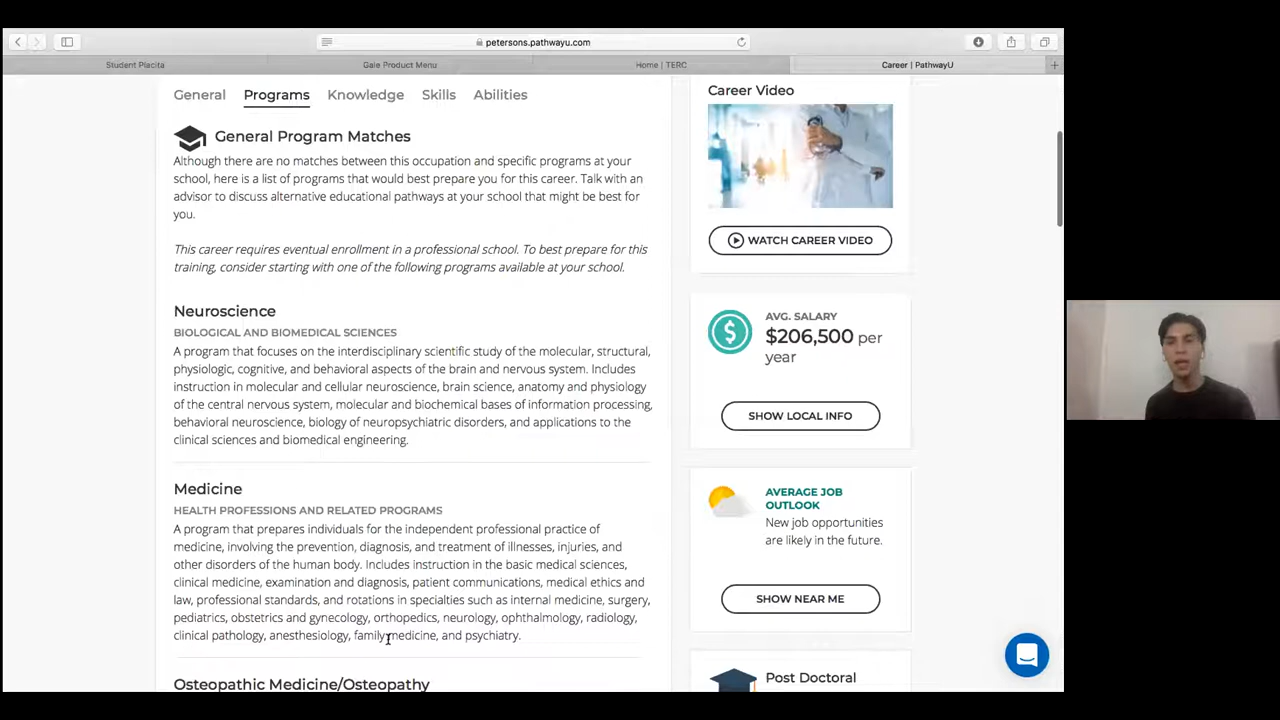 petersons.pathwayu.com
Student Placita
Gale Product Menu
Home | TERC
Career | PathwayU
General
Programs
Knowledge
Skills
Abilities
General Program Matches
Although there are no matches between this occupation and specific programs at your
school, here is a list of programs that would best prepare you for this career. Talk with an
advisor to discuss alternative educational pathways at your school that might be best for
you.
This career requires eventual enrollment in a professional school. To best prepare for this
training, consider starting with one of the following programs available at your school.
Neuroscience
BIOLOGICAL AND BIOMEDICAL SCIENCES
A program that focuses on the interdisciplinary scientific study of the molecular, structural,
physiologic, cognitive, and behavioral aspects of the brain and nervous system. Includes
instruction in molecular and cellular neuroscience, brain science, anatomy and physiology
of the central nervous system, molecular and biochemical bases of information processing,
behavioral neuroscience, biology of neuropsychiatric disorders, and applications to the
clinical sciences and biomedical engineering.
Medicine
HEALTH PROFESSIONS AND RELATED PROGRAMS
A program that prepares individuals for the independent professional practice of
medicine, involving the prevention, diagnosis, and treatment of illnesses, injuries, and
other disorders of the human body. Includes instruction in the basic medical sciences,
clinical medicine, examination and diagnosis, patient communications, medical ethics and
law, professional standards, and rotations in specialties such as internal medicine, surgery,
pediatrics, obstetrics and gynecology, orthopedics, neurology, ophthalmology, radiology,
clinical pathology, anesthesiology, family medicine, and psychiatry.
Osteopathic Medicine/Osteopathy
Career Video
WATCH CAREER VIDEO
AVG. SALARY
$206,500 per
year
SHOW LOCAL INFO
AVERAGE JOB
OUTLOOK
New job opportunities
are likely in the future.
SHOW NEAR ME
Post Doctoral